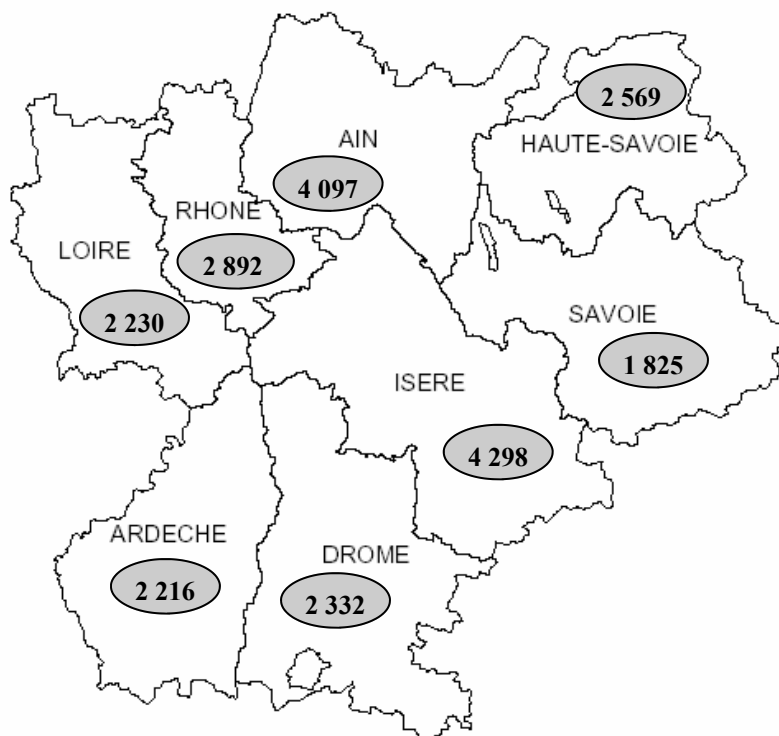 2 569
AIN
HAUTE-SAVOIE
4 097
RHONE
LOIRE
2 892
2 230
SAVOIE
1 825
ISERE
4 298
ARDECHE
DROME
2 216
2 332